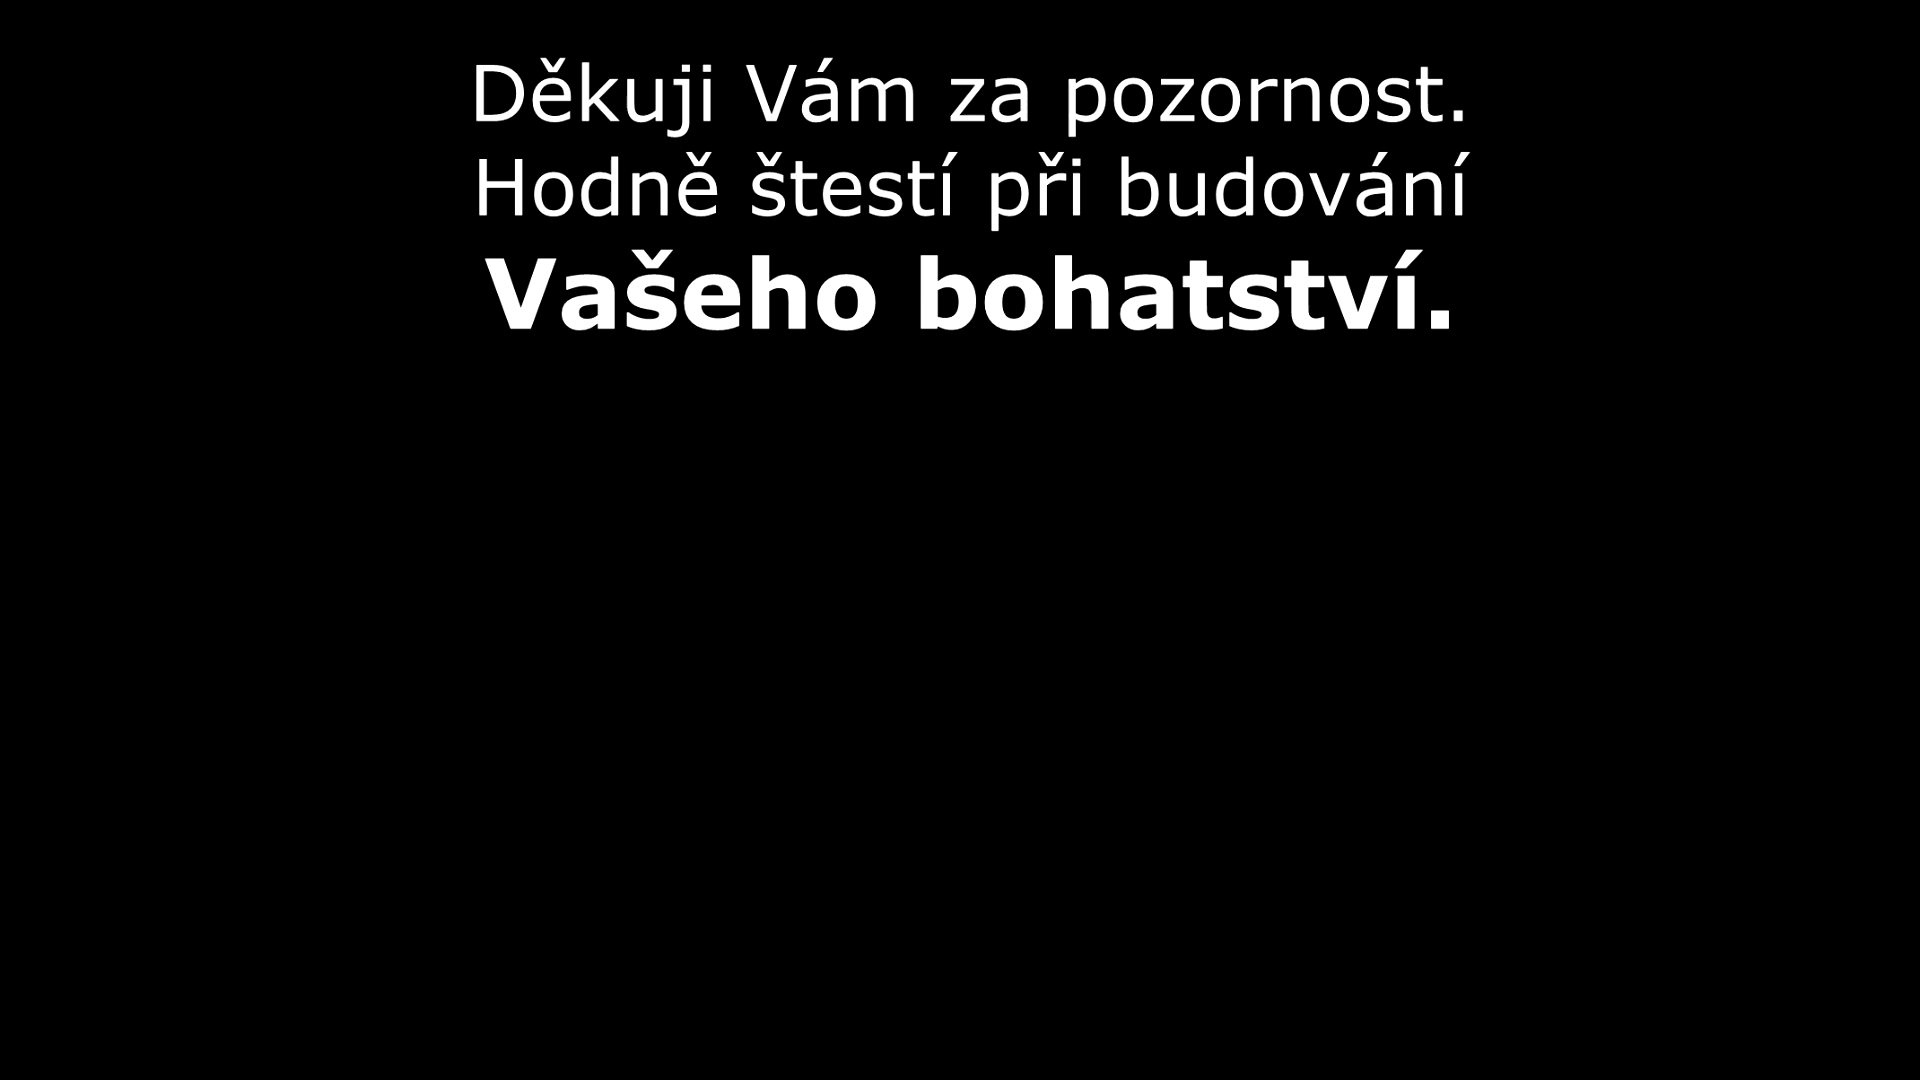 Děkuji Vám za pozornost.
Hodně štestí při budování
Vašeho bohatství.